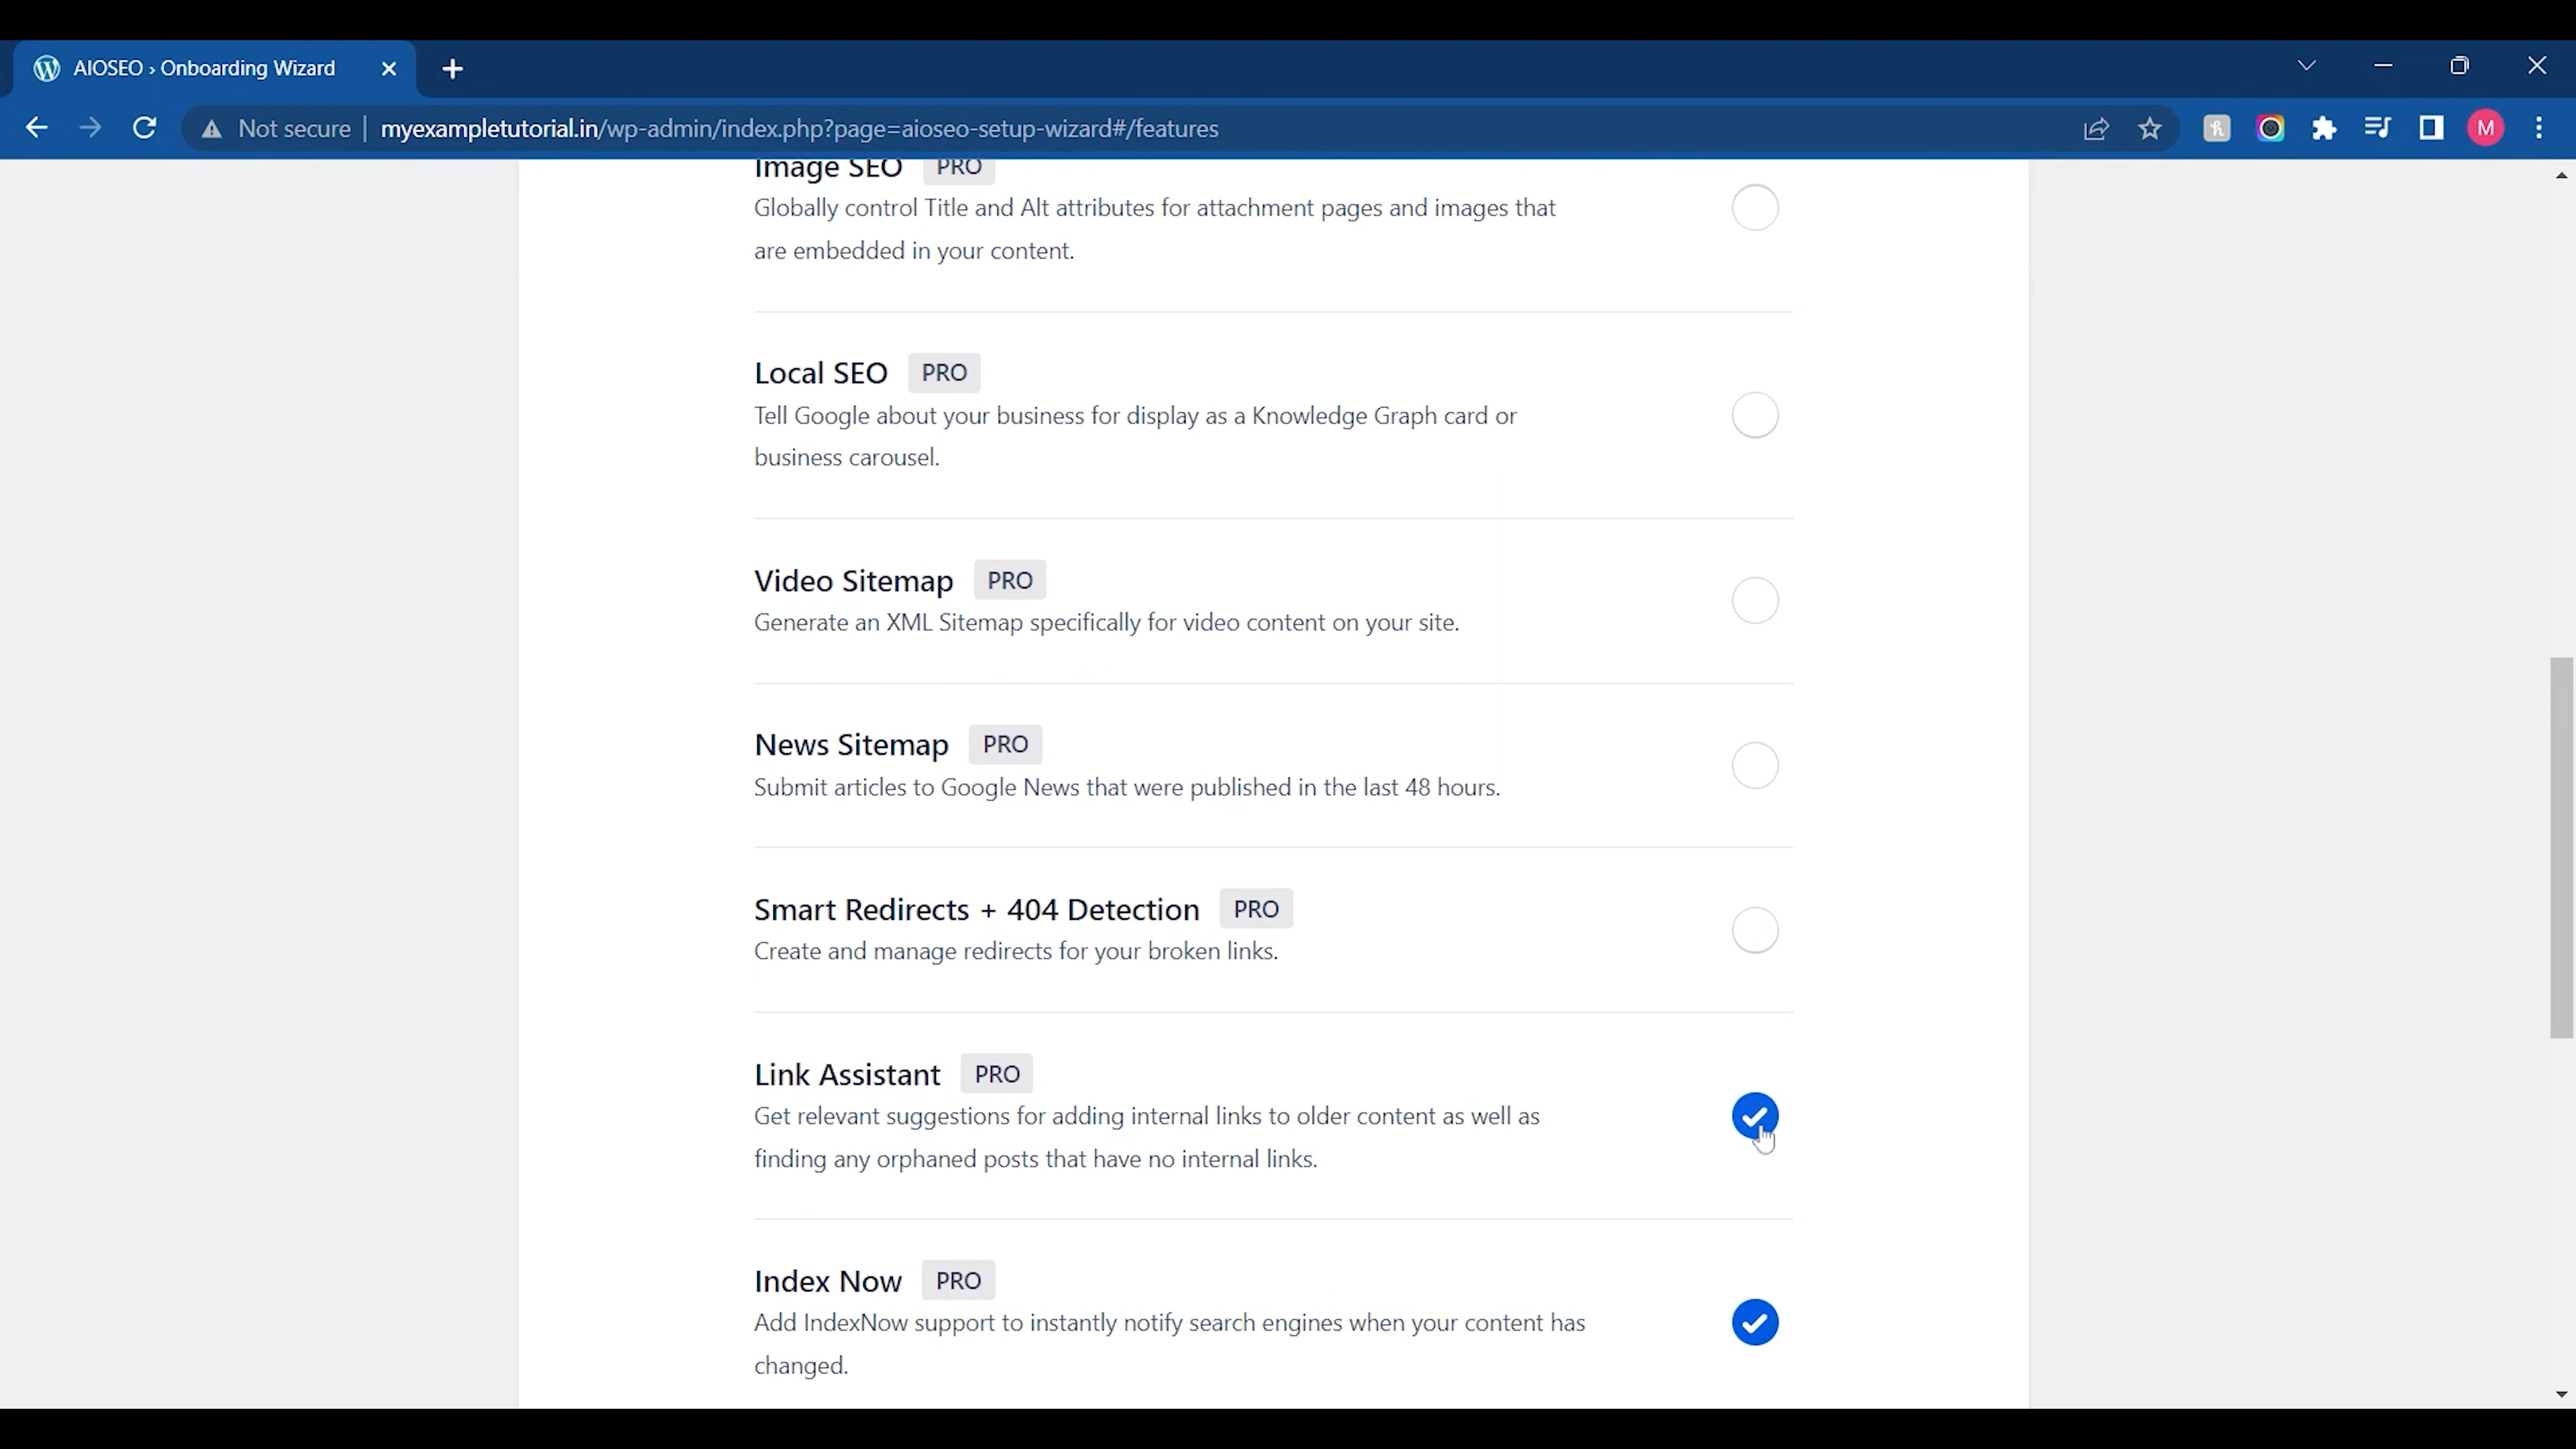 AIOSEO › Onboarding Wizard
Not secure
myexampletutorial.in/wp-admin/index.php?page=aioseo-setup-wizard#/features
M
Image SEO PRO
Globally control Title and Alt attributes for attachment pages and images that
are embedded in your content.
Local SEO PRO
Tell Google about your business for display as a Knowledge Graph card or
business carousel.
Video Sitemap PRO
Generate an XML Sitemap specifically for video content on your site.
News Sitemap PRO
Submit articles to Google News that were published in the last 48 hours.
Smart Redirects + 404 Detection PRO
Create and manage redirects for your broken links.
Link Assistant PRO
Get relevant suggestions for adding internal links to older content as well as
finding any orphaned posts that have no internal links.
Index Now PRO
Add IndexNow support to instantly notify search engines when your content has
changed.